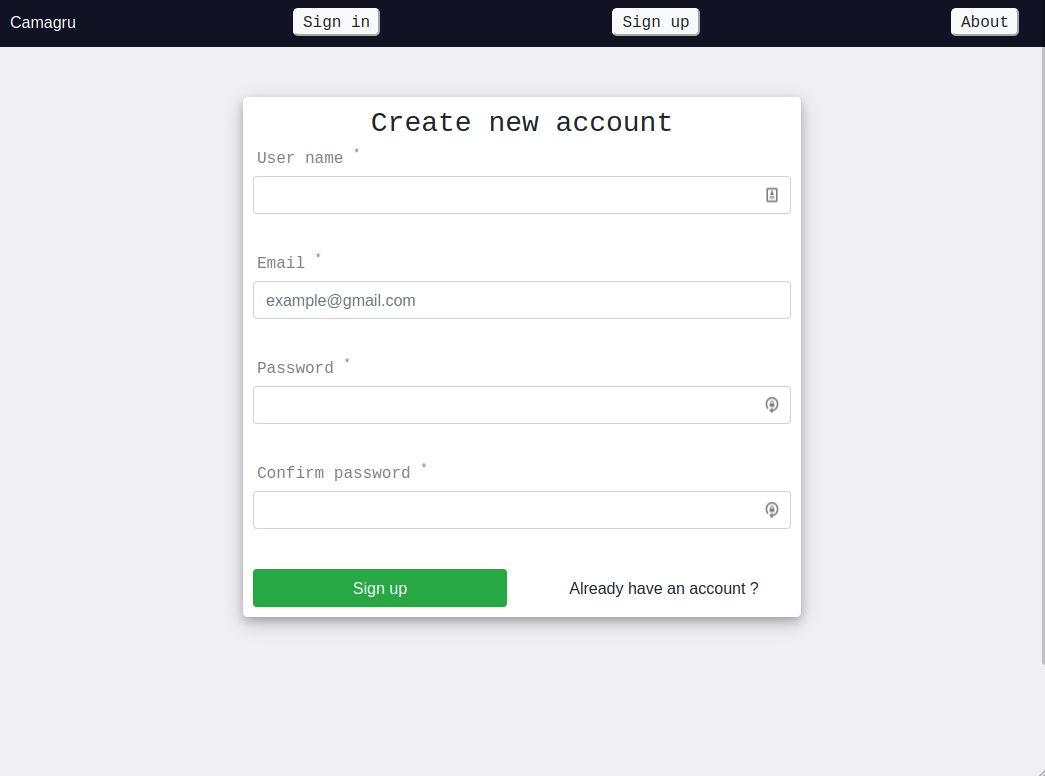 Camagru Sign in Sign up About
Create new account
User name *
Email *
example@gmail.com
Password *
Confirm password *
Sign up Already have an account ?